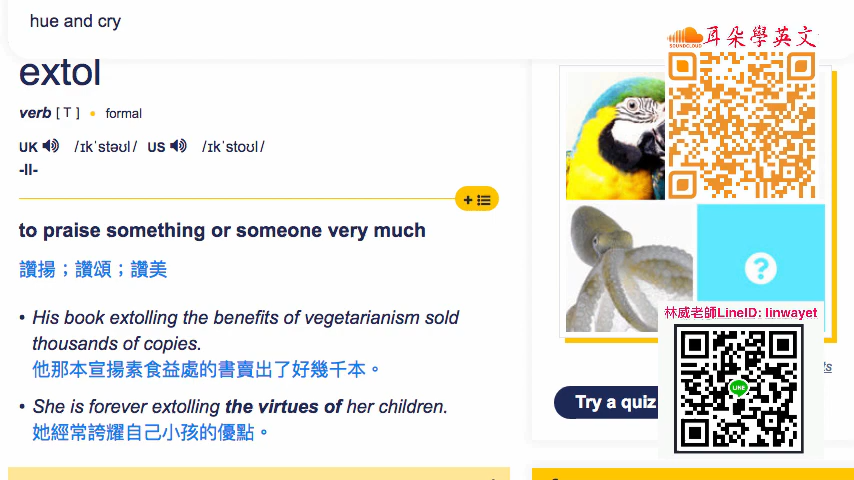 hue and cry
extol
verb [ T ] • formal
UK /ɪkˈstəʊl/ US /ɪkˈstoʊl/
-ll-
to praise something or someone very much
讚揚；讚頌；讚美
• His book extolling the benefits of vegetarianism sold
thousands of copies.
他那本宣揚素食益處的書賣出了好幾千本。
• She is forever extolling the virtues of her children.
她經常誇耀自己小孩的優點。
SOUNDCLOUD
耳朵學英文
?
林威老師LineID: linwayet
LINE
Try a quiz